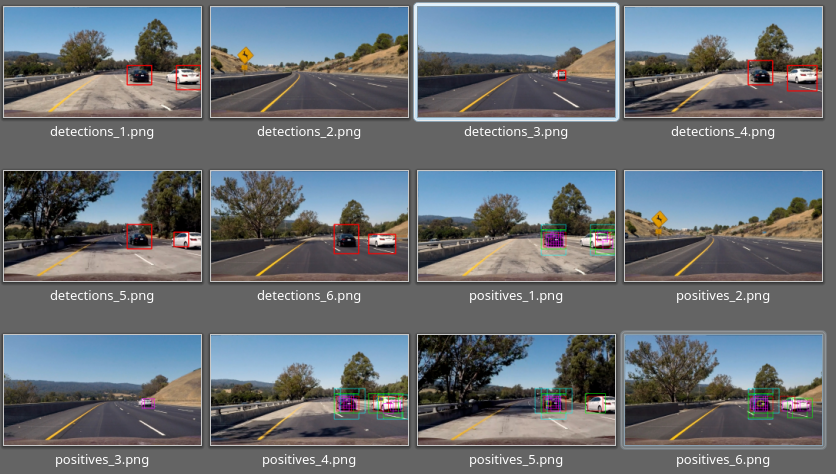 detections_1.png
detections_2.png
detections_3.png
detections_4.png
detections_5.png
detections_6.png
positives_1.png
positives_2.png
positives_3.png
positives_4.png
positives_5.png
positives_6.png